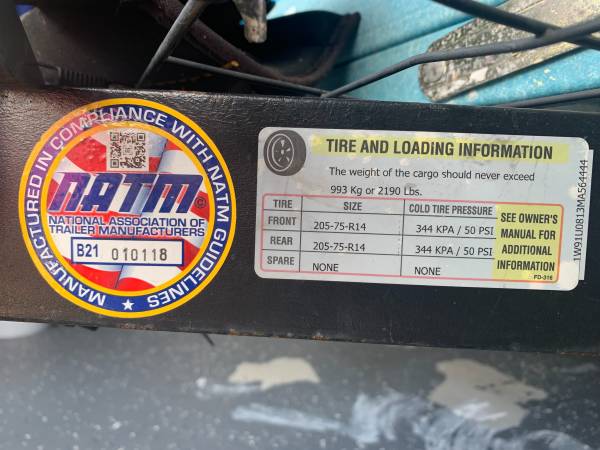 MANUFACTURED IN COMPLIANCE WITH NATM GUIDELINES
NATM
NATIONAL ASSOCIATION OF
TRAILER MANUFACTURERS
B21 010118
TIRE AND LOADING INFORMATION
The weight of the cargo should never exceed
993 Kg or 2190 Lbs.
TIRE SIZE COLD TIRE PRESSURE
FRONT 205-75-R14 344 KPA / 50 PSI
REAR 205-75-R14 344 KPA / 50 PSI
SPARE NONE NONE
SEE OWNER'S
MANUAL FOR
ADDITIONAL
INFORMATION
PD-316
1W91U0813MA564444